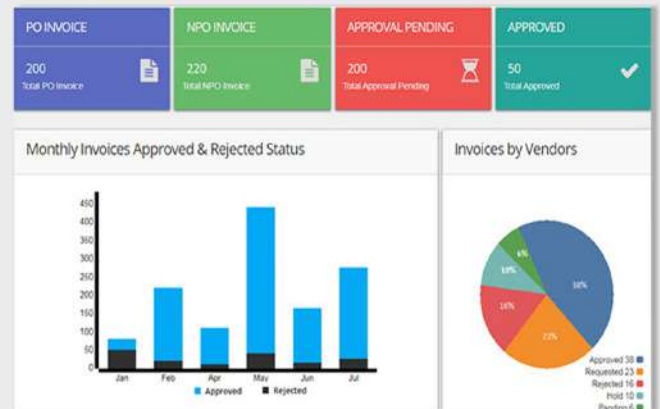 PO INVOICE
200
Total PO Invoice
NPO INVOICE
220
Total NPO Invoice
APPROVAL PENDING
200
Total Approval Pending
APPROVED
50
Total Approved
Monthly Invoices Approved & Rejected Status
450
400
350
300
250
200
150
100
50
0
Jan Feb Apr May Jun Jul
Approved Rejected
Invoices by Vendors
6%
10%
38%
16%
23%
Approved 38
Requested 23
Rejected 16
Hold 10
Pending 6